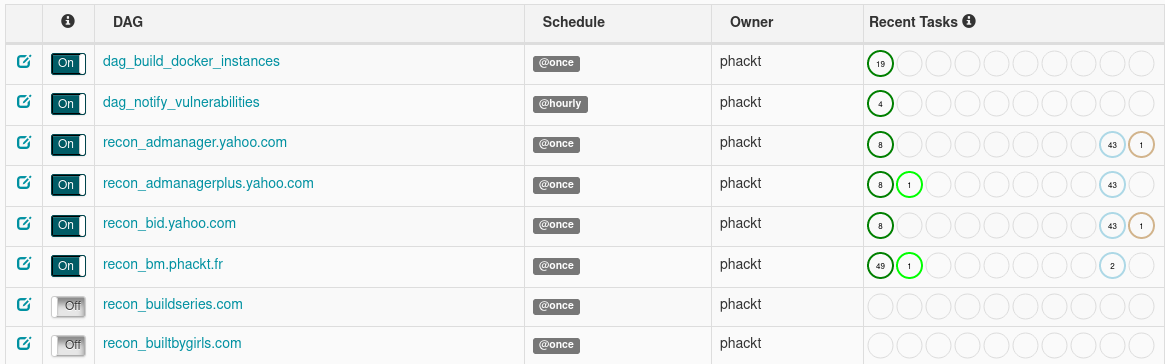 DAG Schedule Owner Recent Tasks
On dag_build_docker_instances @once phackt 19
On dag_notify_vulnerabilities @hourly phackt 4
On recon_admanager.yahoo.com @once phackt 8 43 1
On recon_admanagerplus.yahoo.com @once phackt 8 1 43
On recon_bid.yahoo.com @once phackt 8 43 1
On recon_bm.phackt.fr @once phackt 49 1 2
Off recon_buildseries.com @once phackt
Off recon_builtbygirls.com @once phackt